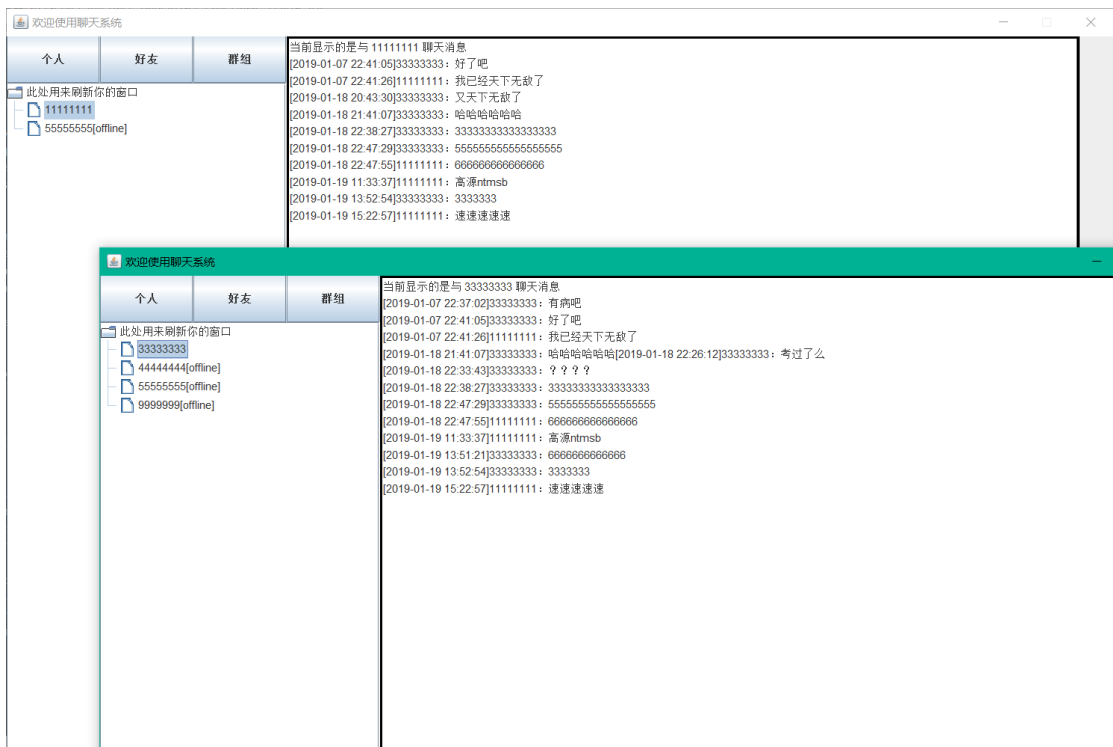 欢迎使用聊天系统
个人 好友 群组
此处用来刷新你的窗口
11111111
55555555[offline]
当前显示的是与 11111111 聊天消息
[2019-01-07 22:41:05]33333333：好了吧
[2019-01-07 22:41:26]11111111：我已经天下无敌了
[2019-01-18 20:43:30]33333333：又天下无敌了
[2019-01-18 21:41:07]33333333：哈哈哈哈哈哈
[2019-01-18 22:38:27]33333333：33333333333333333
[2019-01-18 22:47:29]33333333：555555555555555555
[2019-01-18 22:47:55]11111111：666666666666666
[2019-01-19 11:33:37]11111111：高源ntmsb
[2019-01-19 13:52:54]33333333：3333333
[2019-01-19 15:22:57]11111111：速速速速速
欢迎使用聊天系统
个人 好友 群组
此处用来刷新你的窗口
33333333
44444444[offline]
55555555[offline]
9999999[offline]
当前显示的是与 33333333 聊天消息
[2019-01-07 22:37:02]33333333：有病吧
[2019-01-07 22:41:05]33333333：好了吧
[2019-01-07 22:41:26]11111111：我已经天下无敌了
[2019-01-18 21:41:07]33333333：哈哈哈哈哈哈[2019-01-18 22:26:12]33333333：考过了么
[2019-01-18 22:33:43]33333333：？？？？
[2019-01-18 22:38:27]33333333：33333333333333333
[2019-01-18 22:47:29]33333333：555555555555555555
[2019-01-18 22:47:55]11111111：666666666666666
[2019-01-19 11:33:37]11111111：高源ntmsb
[2019-01-19 13:51:21]33333333：6666666666666
[2019-01-19 13:52:54]33333333：3333333
[2019-01-19 15:22:57]11111111：速速速速速